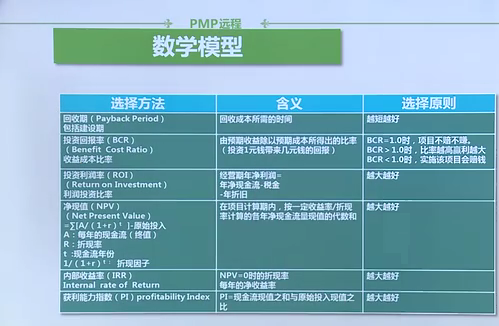 PMP远程
数学模型
选择方法 含义 选择原则
回收期（Payback Period） 回收成本所需的时间 越短越好
包括建设期
投资回报率（BCR） 由预期收益除以预期成本所得出的比率 BCR=1.0时，项目不赔不赚。
（Benefit Cost Ratio） （投资1元钱带来几元钱的回报） BCR＞1.0时，比率越高赢利越大
收益成本比率 BCR＜1.0时，实施该项目会赔钱
投资利润率（ROI） 经营期年净利润= 越大越好
（Return on Investment） 年净现金流-税金
利润投资比率 -年折旧
净现值（NPV） 在项目计算期内，按一定收益率/折现 越大越好
（Net Present Value） 率计算的各年净现金流量现值的代数和
=∑[A/（1+r）ᵗ ]-原始投入
A：每年的现金流（终值）
R：折现率
t :现金流年份
1/（1+r）ᵗ： 折现因子
内部收益率（IRR） NPV=0时的折现率 越大越好
Internal rate of Return 每年的净收益率
获利能力指数（PI）profitability Index PI=现金流现值之和与原始投入现值之 越大越好
比